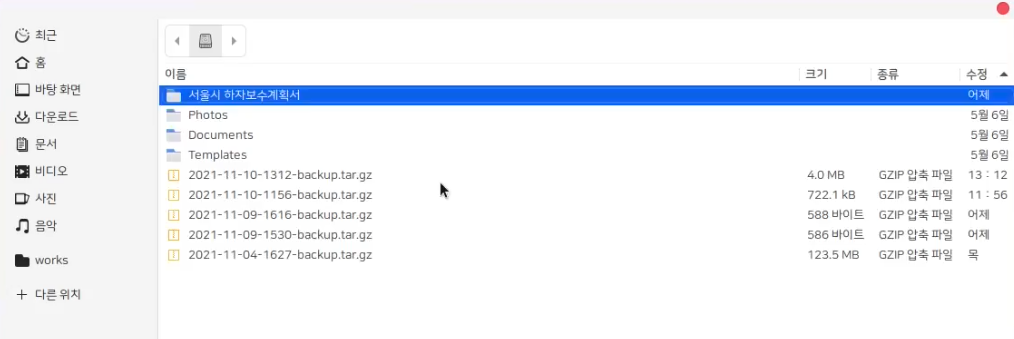 최근
홈
바탕 화면
다운로드
문서
비디오
사진
음악
works
다른 위치
이름 크기 종류 수정
서울시 하자보수계획서 어제
Photos 5월 6일
Documents 5월 6일
Templates 5월 6일
2021-11-10-1312-backup.tar.gz 4.0 MB GZIP 압축 파일 13 : 12
2021-11-10-1156-backup.tar.gz 722.1 kB GZIP 압축 파일 11 : 56
2021-11-09-1616-backup.tar.gz 588 바이트 GZIP 압축 파일 어제
2021-11-09-1530-backup.tar.gz 586 바이트 GZIP 압축 파일 어제
2021-11-04-1627-backup.tar.gz 123.5 MB GZIP 압축 파일 목